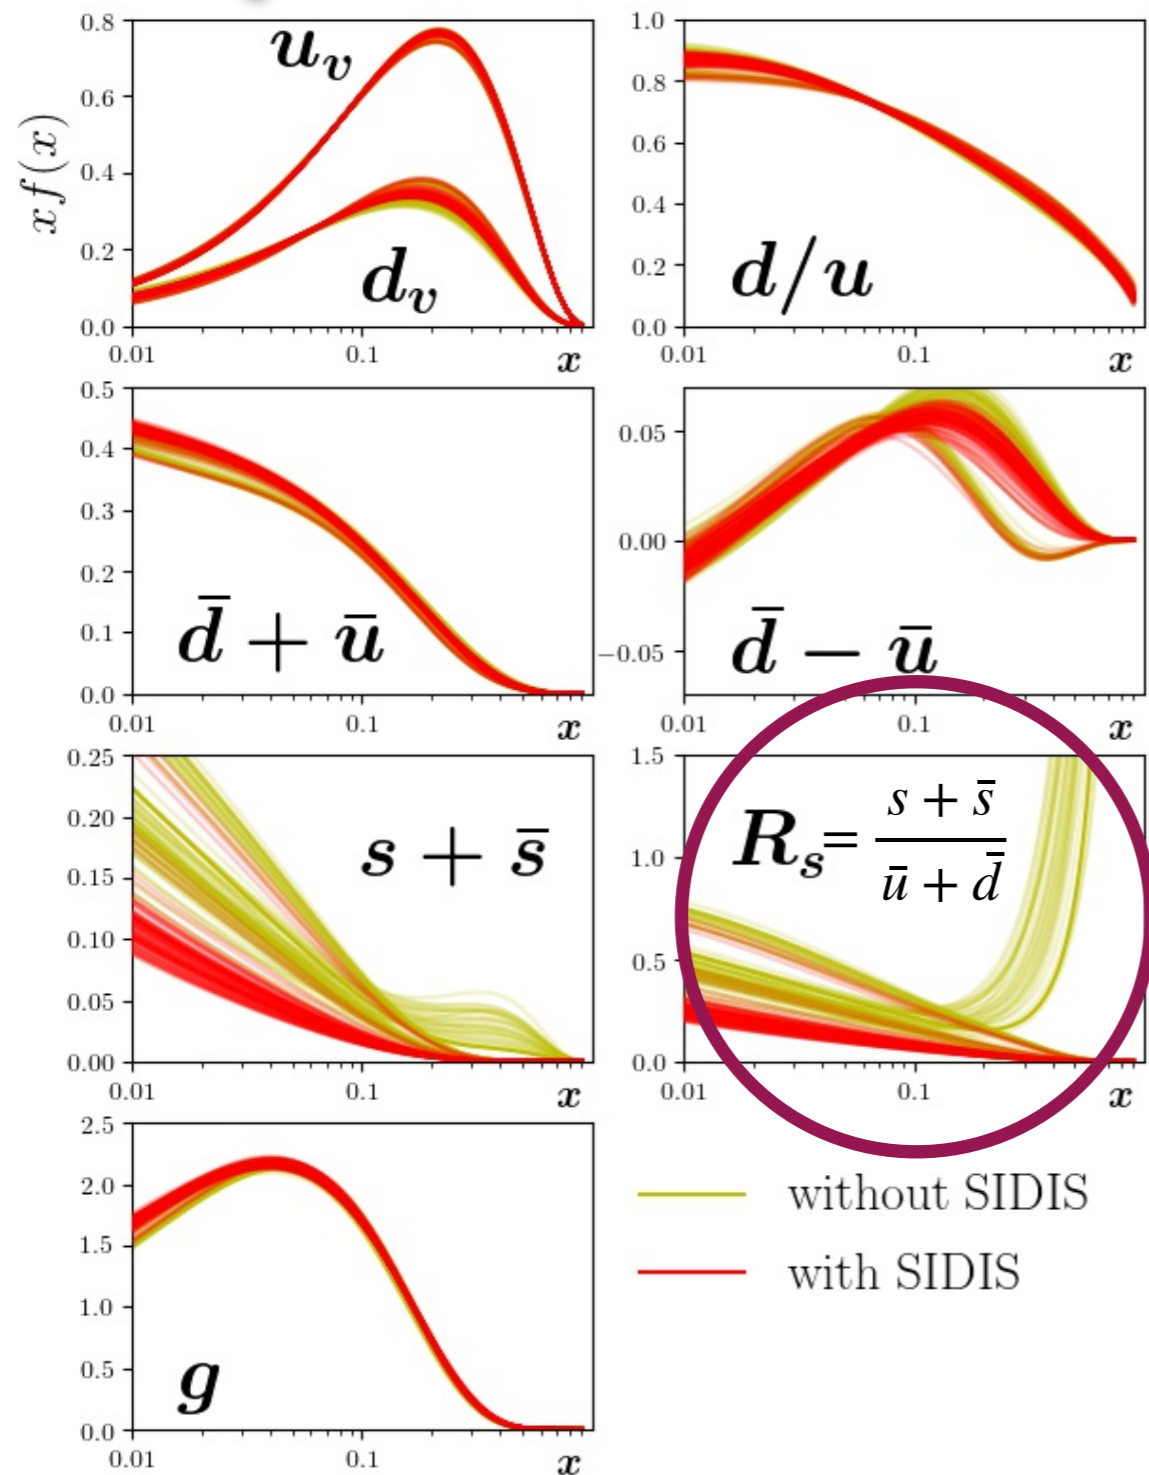 0.8
0.6
0.4
0.2
0.0
x f(x)
u_v
d_v
0.01 0.1 x
1.0
0.8
0.6
0.4
0.2
0.0
d/u
0.01 0.1 x
0.5
0.4
0.3
0.2
0.1
0.0
d̄ + ū
0.01 0.1 x
0.05
0.00
−0.05
d̄ − ū
0.01 0.1 x
0.25
0.20
0.15
0.10
0.05
0.00
s + s̄
0.01 0.1 x
1.5
1.0
0.5
0.0
R_s = (s + s̄)/(ū + d̄)
0.01 0.1 x
2.5
2.0
1.5
1.0
0.5
0.0
g
0.01 0.1 x
without SIDIS
with SIDIS